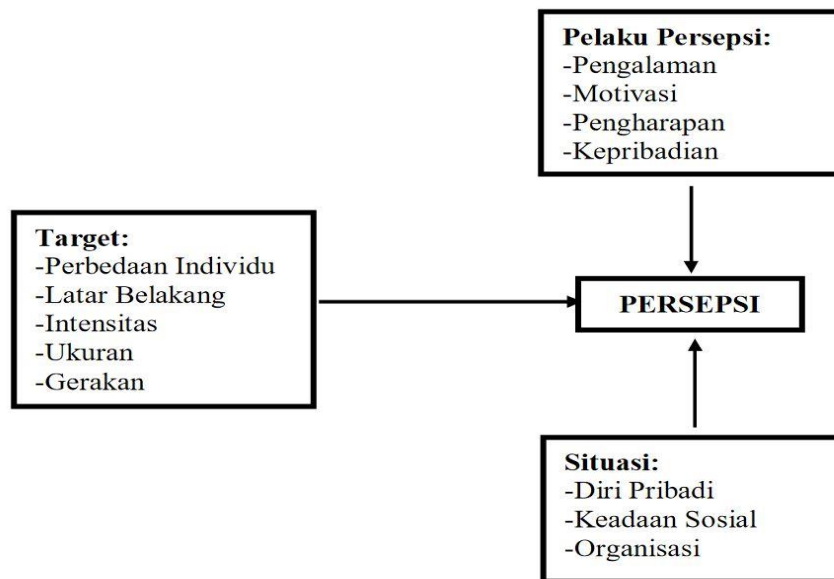 Pelaku Persepsi:
-Pengalaman
-Motivasi
-Pengharapan
-Kepribadian
Target:
-Perbedaan Individu
-Latar Belakang
-Intensitas
-Ukuran
-Gerakan
PERSEPSI
Situasi:
-Diri Pribadi
-Keadaan Sosial
-Organisasi